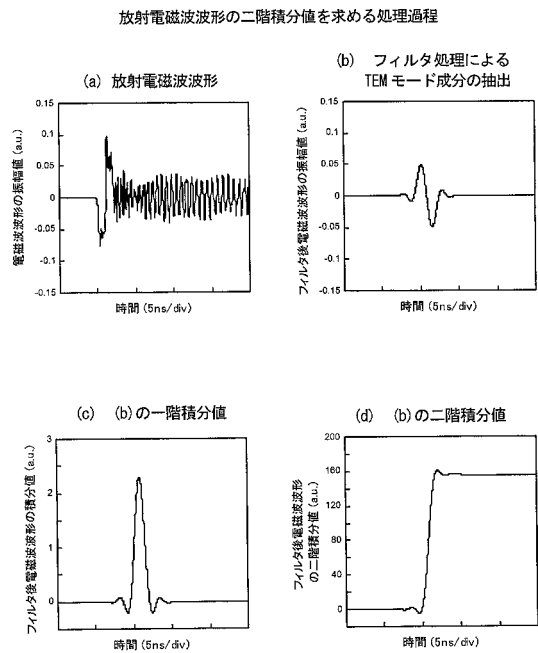 放射電磁波波形の二階積分値を求める処理過程
(a) 放射電磁波波形
電磁波波形の振幅値 (a.u.)
0.15
0.1
0.05
0
-0.05
-0.1
-0.15
時間 (5ns/div)
(b) フィルタ処理による
TEM モード成分の抽出
フィルタ後電磁波波形の振幅値 (a.u.)
0.15
0.1
0.05
0
-0.05
-0.1
-0.15
時間 (5ns/div)
(c) (b) の一階積分値
フィルタ後電磁波波形の積分値 (a.u.)
3
2
1
0
時間 (5ns/div)
(d) (b) の二階積分値
フィルタ後電磁波波形
の二階積分値 (a.u.)
200
160
120
80
40
0
時間 (5ns/div)